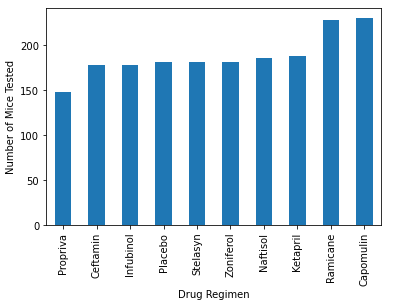 Number of Mice Tested
200
150
100
50
0
Propriva
Ceftamin
Infubinol
Placebo
Stelasyn
Zoniferol
Naftisol
Ketapril
Ramicane
Capomulin
Drug Regimen